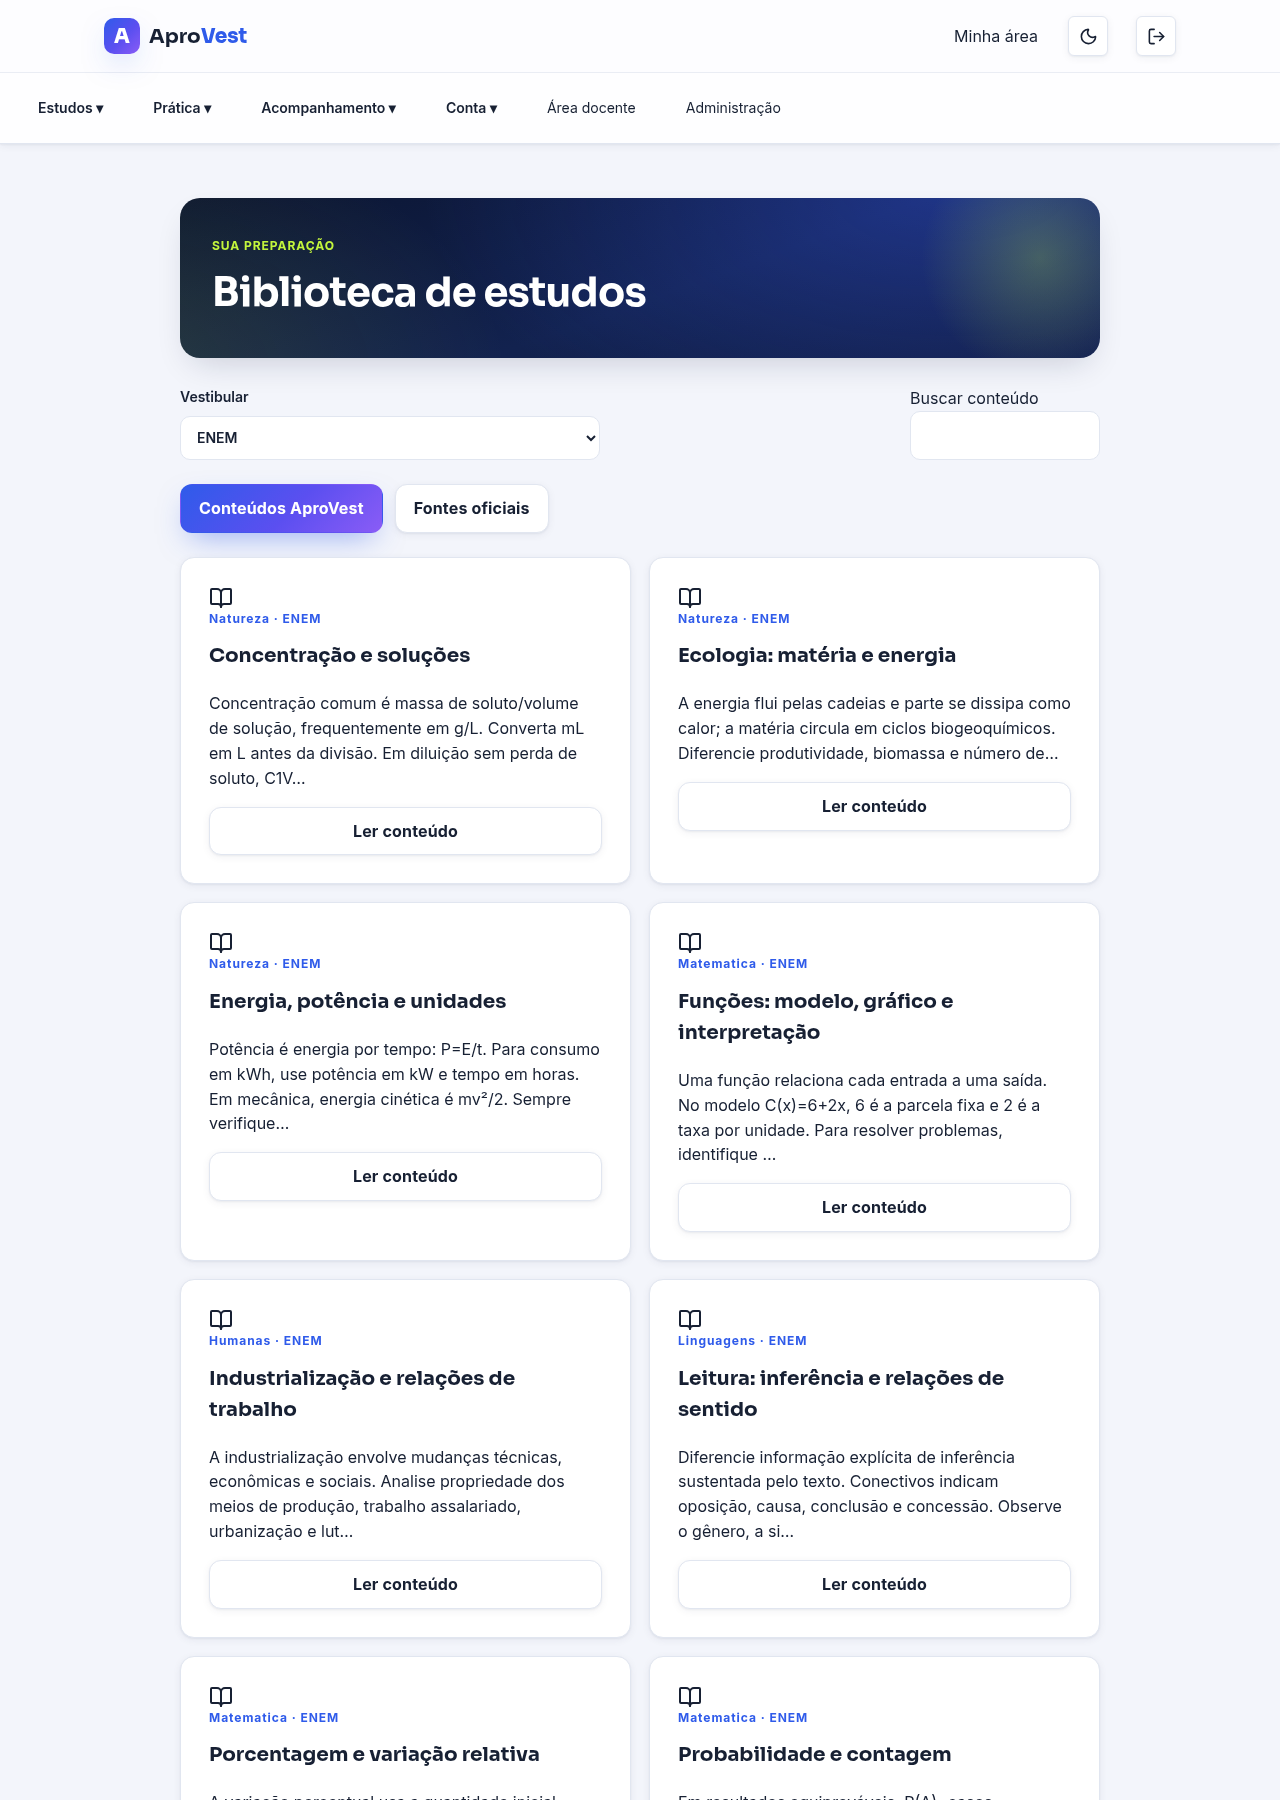 A AproVest
Minha área
Estudos ▾
Prática ▾
Acompanhamento ▾
Conta ▾
Área docente
Administração
SUA PREPARAÇÃO
Biblioteca de estudos
Vestibular
ENEM
Buscar conteúdo
Conteúdos AproVest
Fontes oficiais
Natureza · ENEM
Concentração e soluções
Concentração comum é massa de soluto/volume
de solução, frequentemente em g/L. Converta mL
em L antes da divisão. Em diluição sem perda de
soluto, C1V…
Ler conteúdo
Natureza · ENEM
Ecologia: matéria e energia
A energia flui pelas cadeias e parte se dissipa como
calor; a matéria circula em ciclos biogeoquímicos.
Diferencie produtividade, biomassa e número de…
Ler conteúdo
Natureza · ENEM
Energia, potência e unidades
Potência é energia por tempo: P=E/t. Para consumo
em kWh, use potência em kW e tempo em horas.
Em mecânica, energia cinética é mv²/2. Sempre
verifique…
Ler conteúdo
Matematica · ENEM
Funções: modelo, gráfico e
interpretação
Uma função relaciona cada entrada a uma saída.
No modelo C(x)=6+2x, 6 é a parcela fixa e 2 é a
taxa por unidade. Para resolver problemas,
identifique …
Ler conteúdo
Humanas · ENEM
Industrialização e relações de
trabalho
A industrialização envolve mudanças técnicas,
econômicas e sociais. Analise propriedade dos
meios de produção, trabalho assalariado,
urbanização e lut…
Ler conteúdo
Linguagens · ENEM
Leitura: inferência e relações de
sentido
Diferencie informação explícita de inferência
sustentada pelo texto. Conectivos indicam
oposição, causa, conclusão e concessão. Observe
o gênero, a si…
Ler conteúdo
Matematica · ENEM
Porcentagem e variação relativa
Matematica · ENEM
Probabilidade e contagem